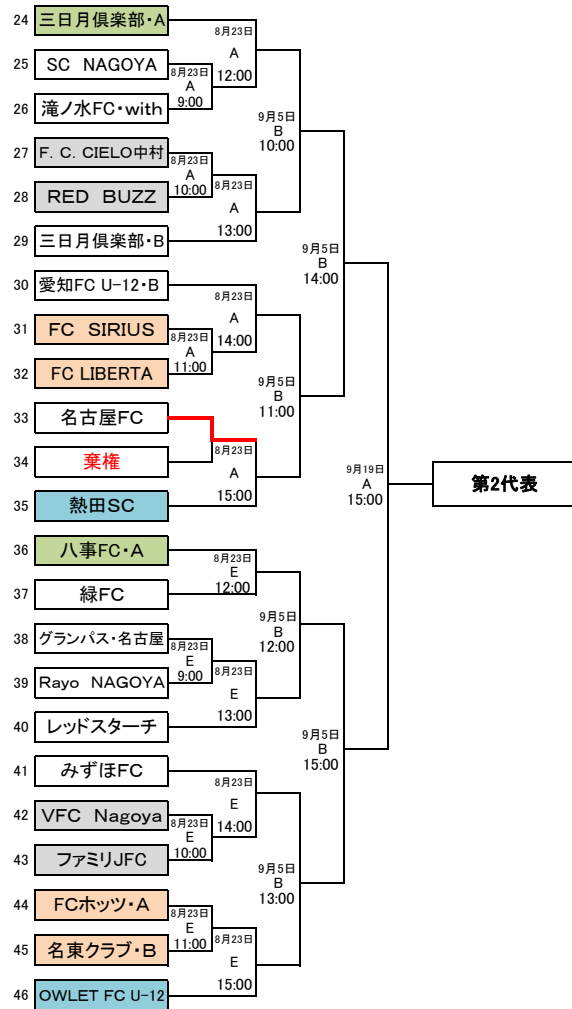 24 三日月倶楽部・A
25 SC NAGOYA
26 滝ノ水FC・with
27 F. C. CIELO中村
28 RED BUZZ
29 三日月倶楽部・B
30 愛知FC U-12・B
31 FC SIRIUS
32 FC LIBERTA
33 名古屋FC
34 棄権
35 熱田SC
36 八事FC・A
37 緑FC
38 グランパス・名古屋
39 Rayo NAGOYA
40 レッドスターチ
41 みずほFC
42 VFC Nagoya
43 ファミリJFC
44 FCホッツ・A
45 名東クラブ・B
46 OWLET FC U-12
8月23日
A
9:00
8月23日
A
10:00
8月23日
A
11:00
8月23日
E
12:00
8月23日
E
9:00
8月23日
E
10:00
8月23日
E
11:00
8月23日
A
12:00
8月23日
A
13:00
8月23日
A
14:00
8月23日
A
15:00
8月23日
E
13:00
8月23日
E
14:00
8月23日
E
15:00
9月5日
B
10:00
9月5日
B
11:00
9月5日
B
12:00
9月5日
B
13:00
9月5日
B
14:00
9月5日
B
15:00
9月19日
A
15:00
第2代表